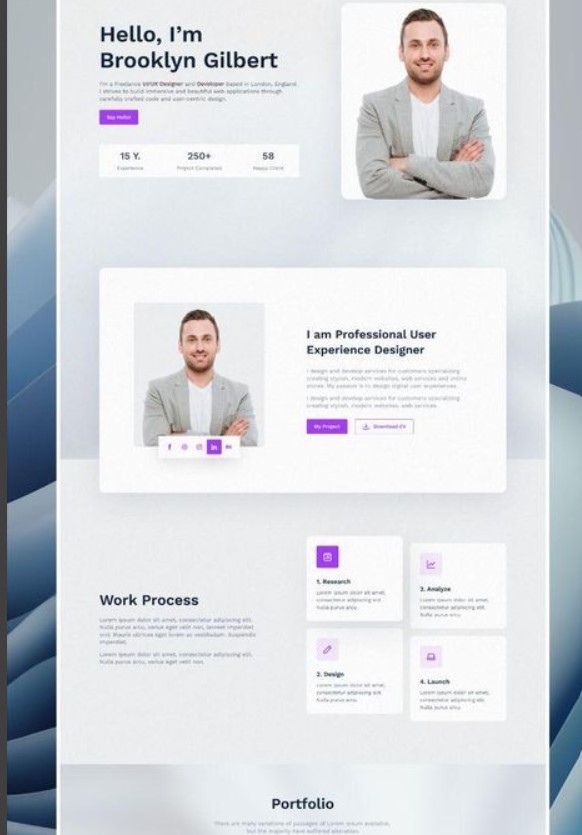 Hello, I'm
Brooklyn Gilbert
I'm a Freelance UI/UX Designer and Developer based in London, England.
I strives to build immersive and beautiful web applications through
carefully crafted code and user-centric design.
Say Hello!
15 Y.
Experience
250+
Project Completed
58
Happy Client
I am Professional User
Experience Designer
I design and develop services for customers specializing
creating stylish, modern websites, web services and online
stores. My passion is to design digital user experiences.
I design and develop services for customers specializing
creating stylish, modern websites, web services.
My Project
Download CV
f
in
Bē
Work Process
Lorem ipsum dolor sit amet, consectetur adipiscing elit.
Nulla purus arcu, varius eget velit non, laoreet imperdiet
orci. Mauris ultrices eget lorem ac vestibulum. Suspendis
imperdiet,
Lorem ipsum dolor sit amet, consectetur adipiscing elit.
Nulla purus arcu, varius eget velit non.
1. Research
Lorem ipsum dolor sit amet,
consectetur adipiscing elit.
Nulla purus arcu.
3. Analyze
Lorem ipsum dolor sit amet,
consectetur adipiscing elit.
Nulla purus arcu.
2. Design
Lorem ipsum dolor sit amet,
consectetur adipiscing elit.
Nulla purus arcu.
4. Launch
Lorem ipsum dolor sit amet,
consectetur adipiscing elit.
Nulla purus arcu.
Portfolio
There are many variations of passages of Lorem Ipsum available,
but the majority have suffered alteration.